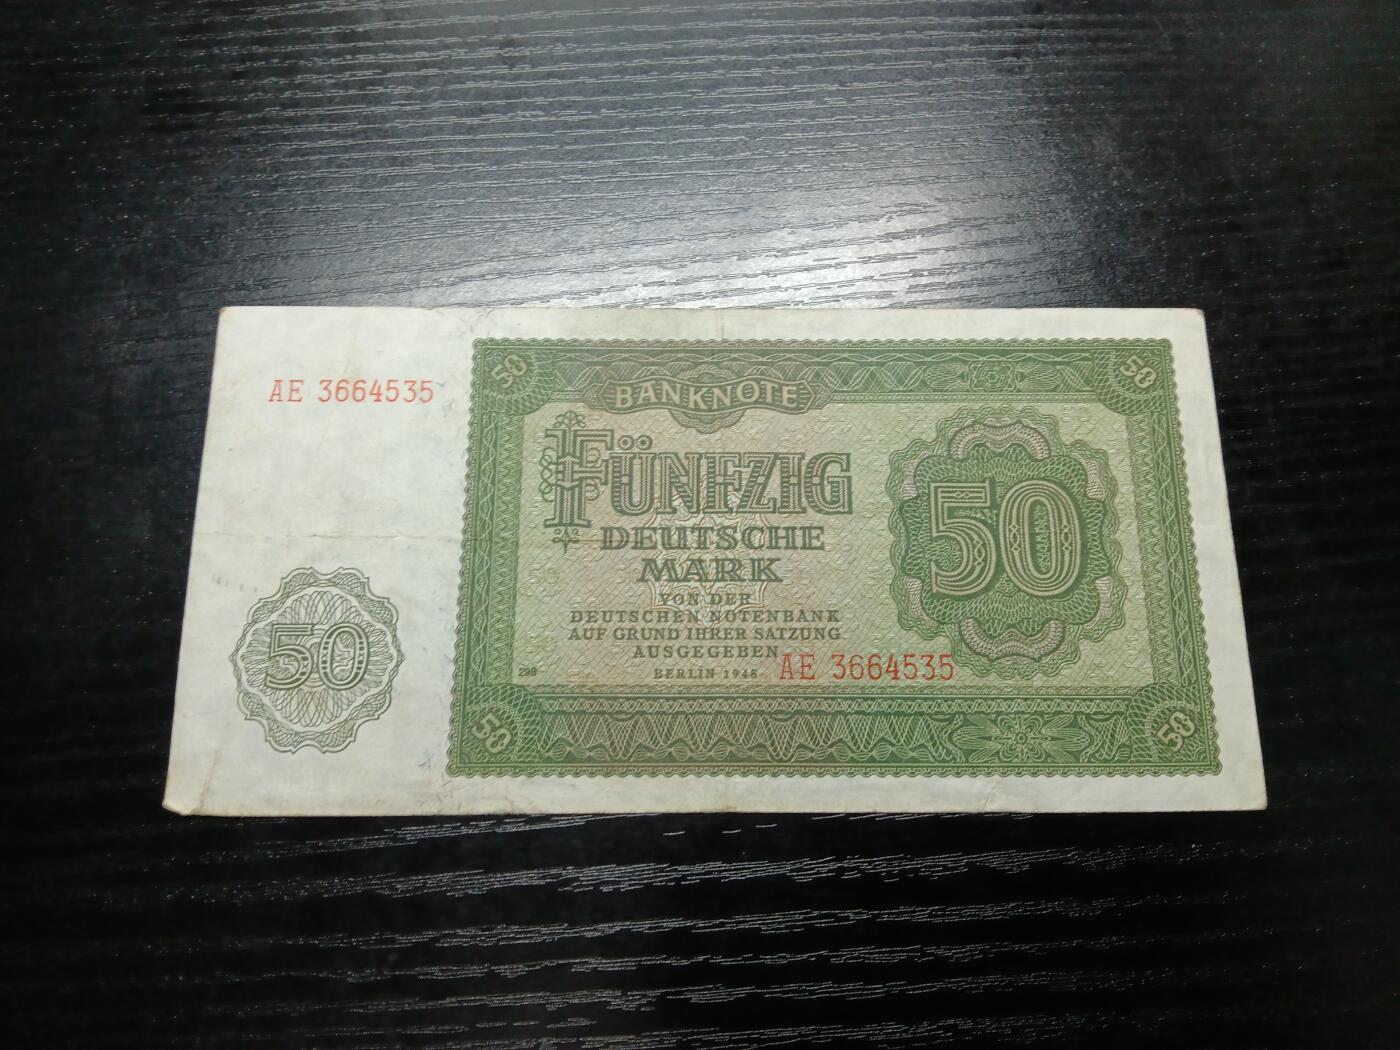 AE 3664535
50
50
BANKNOTE
FÜNFZIG
DEUTSCHE
MARK
VON DER
DEUTSCHEN NOTENBANK
AUF GRUND IHRER SATZUNG
AUSGEGEBEN
BERLIN 1948
AE 3664535
50
50
50
50